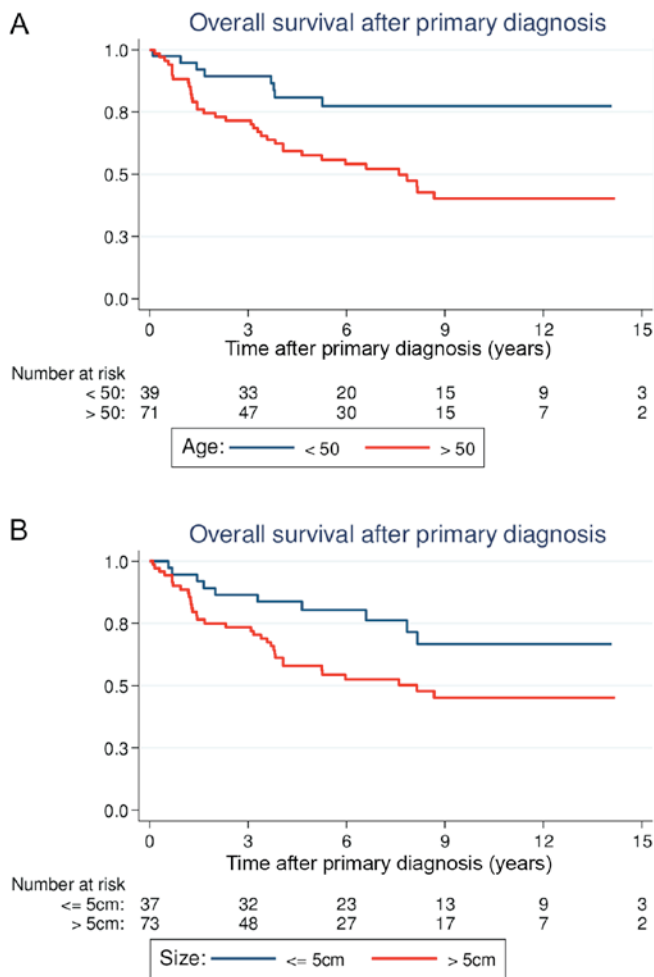 A
Overall survival after primary diagnosis
1.0
0.8
0.5
0.3
0.0
0 3 6 9 12 15
Time after primary diagnosis (years)
Number at risk
< 50: 39 33 20 15 9 3
> 50: 71 47 30 15 7 2
Age: < 50 > 50
B
Overall survival after primary diagnosis
1.0
0.8
0.5
0.3
0.0
0 3 6 9 12 15
Time after primary diagnosis (years)
Number at risk
<= 5cm: 37 32 23 13 9 3
> 5cm: 73 48 27 17 7 2
Size: <= 5cm > 5cm